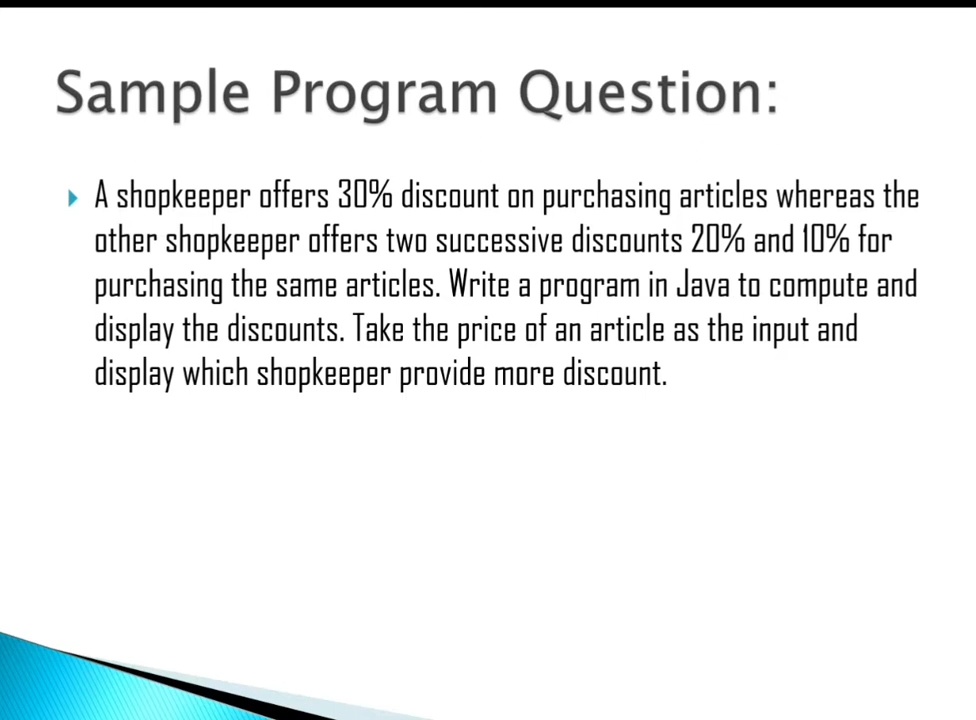 Sample Program Question:
A shopkeeper offers 30% discount on purchasing articles whereas the
other shopkeeper offers two successive discounts 20% and 10% for
purchasing the same articles. Write a program in Java to compute and
display the discounts. Take the price of an article as the input and
display which shopkeeper provide more discount.